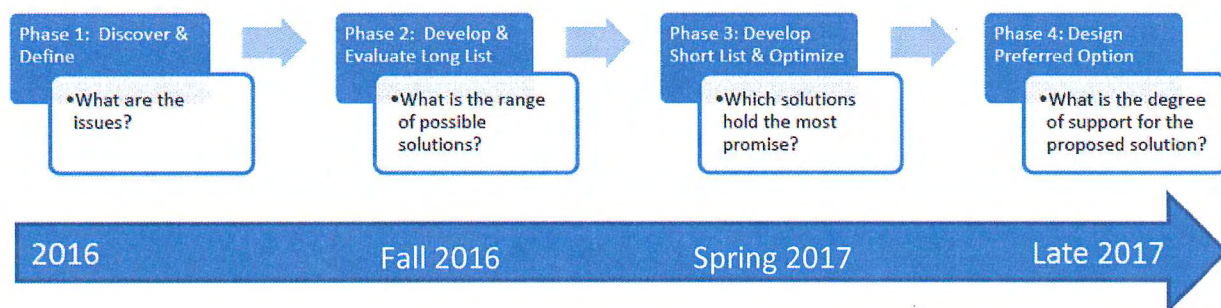 Phase 1: Discover &
Define
•What are the
issues?
Phase 2: Develop &
Evaluate Long List
•What is the range
of possible
solutions?
Phase 3: Develop
Short List & Optimize
•Which solutions
hold the most
promise?
Phase 4: Design
Preferred Option
•What is the degree
of support for the
proposed solution?
2016
Fall 2016
Spring 2017
Late 2017